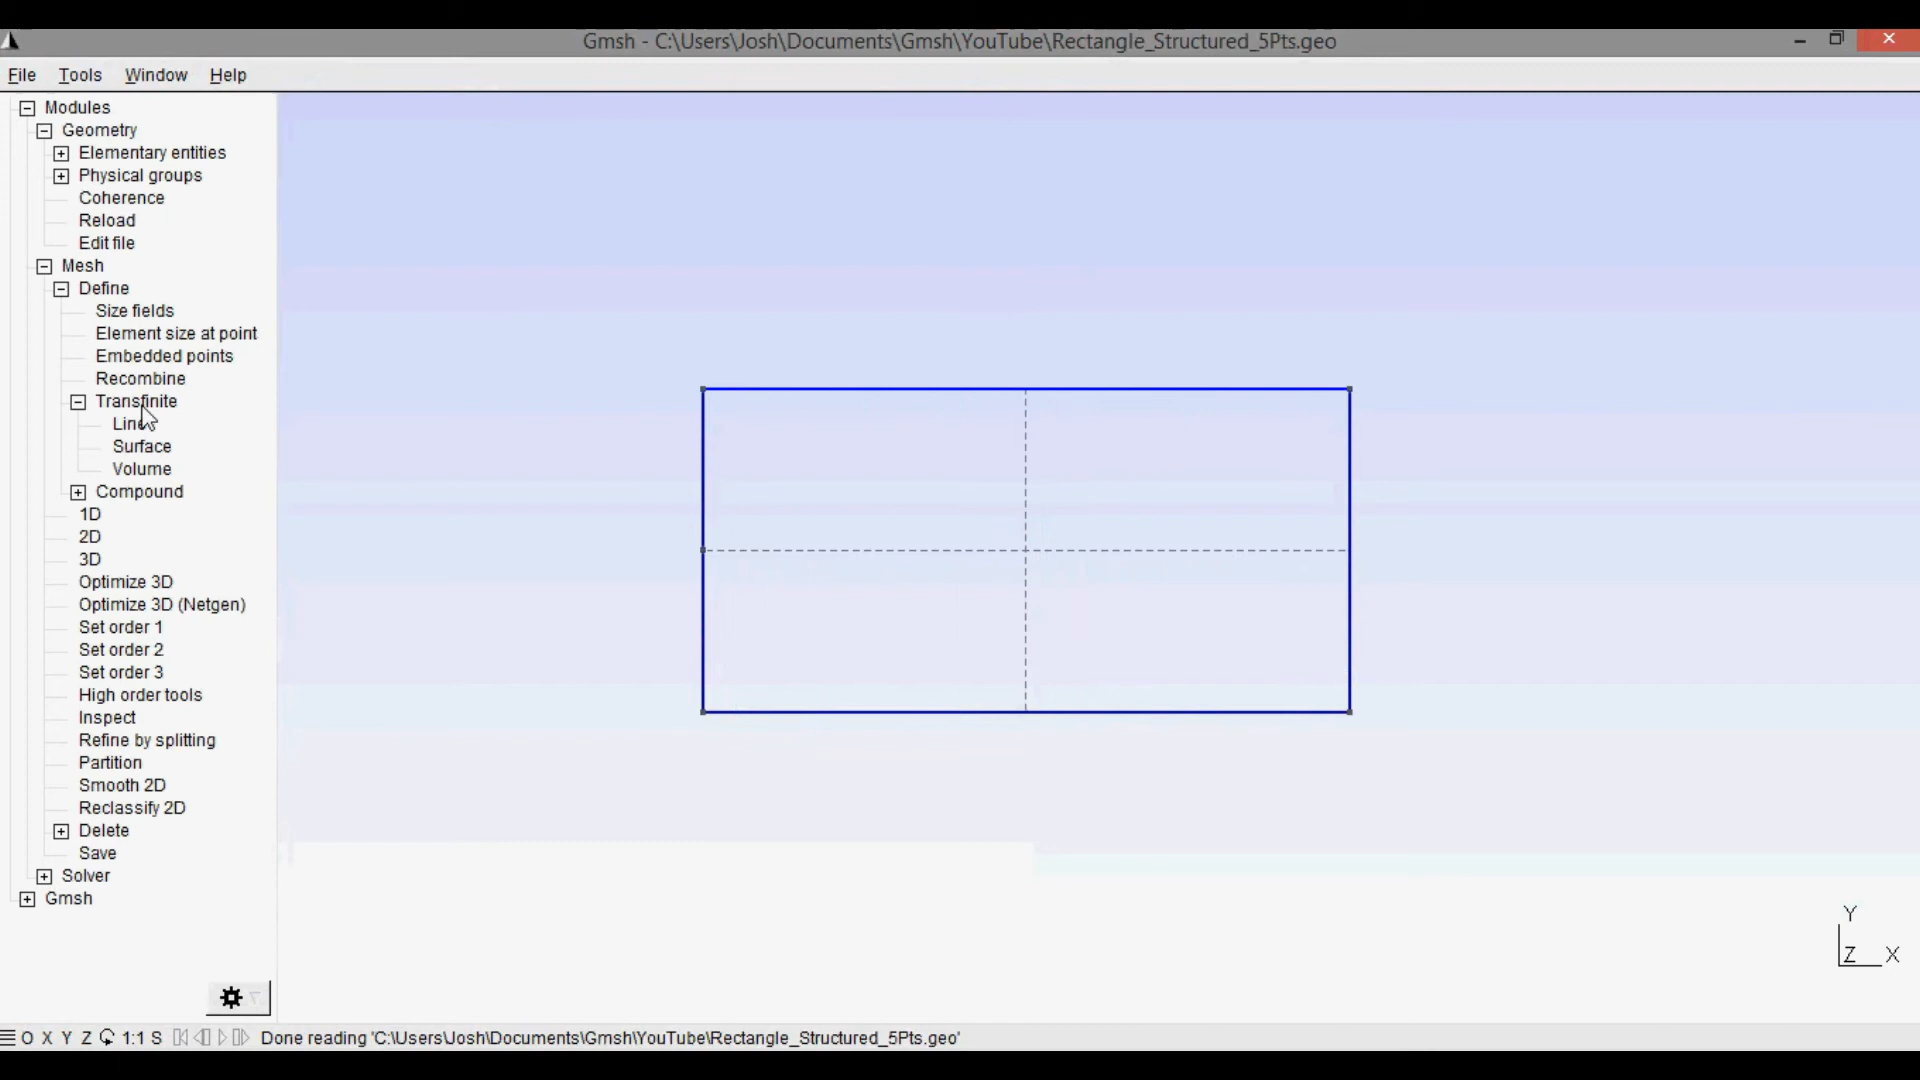 Gmsh - C:\Users\Josh\Documents\Gmsh\YouTube\Rectangle_Structured_5Pts.geo
File Tools Window Help
Modules
Geometry
Elementary entities
Physical groups
Coherence
Reload
Edit file
Mesh
Define
Size fields
Element size at point
Embedded points
Recombine
Transfinite
Line
Surface
Volume
Compound
1D
2D
3D
Optimize 3D
Optimize 3D (Netgen)
Set order 1
Set order 2
Set order 3
High order tools
Inspect
Refine by splitting
Partition
Smooth 2D
Reclassify 2D
Delete
Save
Solver
Gmsh
Y
Z X
O X Y Z 1:1 S Done reading 'C:\Users\Josh\Documents\Gmsh\YouTube\Rectangle_Structured_5Pts.geo'